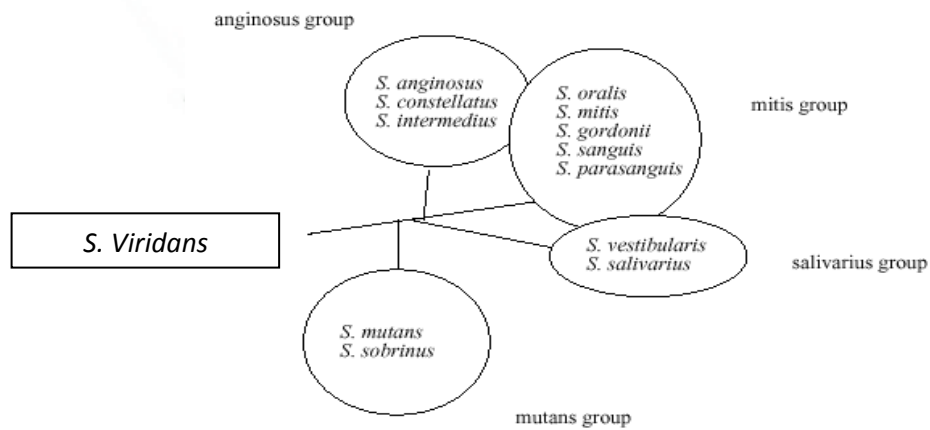 anginosus group
S. anginosus
S. constellatus
S. intermedius
S. oralis
S. mitis
S. gordonii
S. sanguis
S. parasanguis
mitis group
S. Viridans
S. vestibularis
S. salivarius
salivarius group
S. mutans
S. sobrinus
mutans group